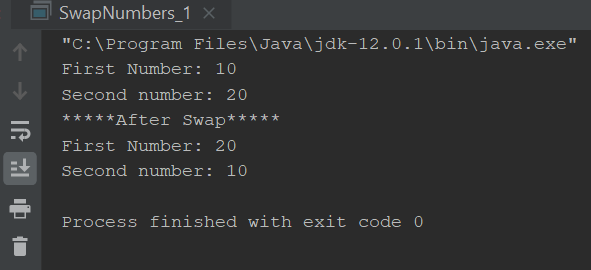 SwapNumbers_1
"C:\Program Files\Java\jdk-12.0.1\bin\java.exe"
First Number: 10
Second number: 20
*****After Swap*****
First Number: 20
Second number: 10
Process finished with exit code 0